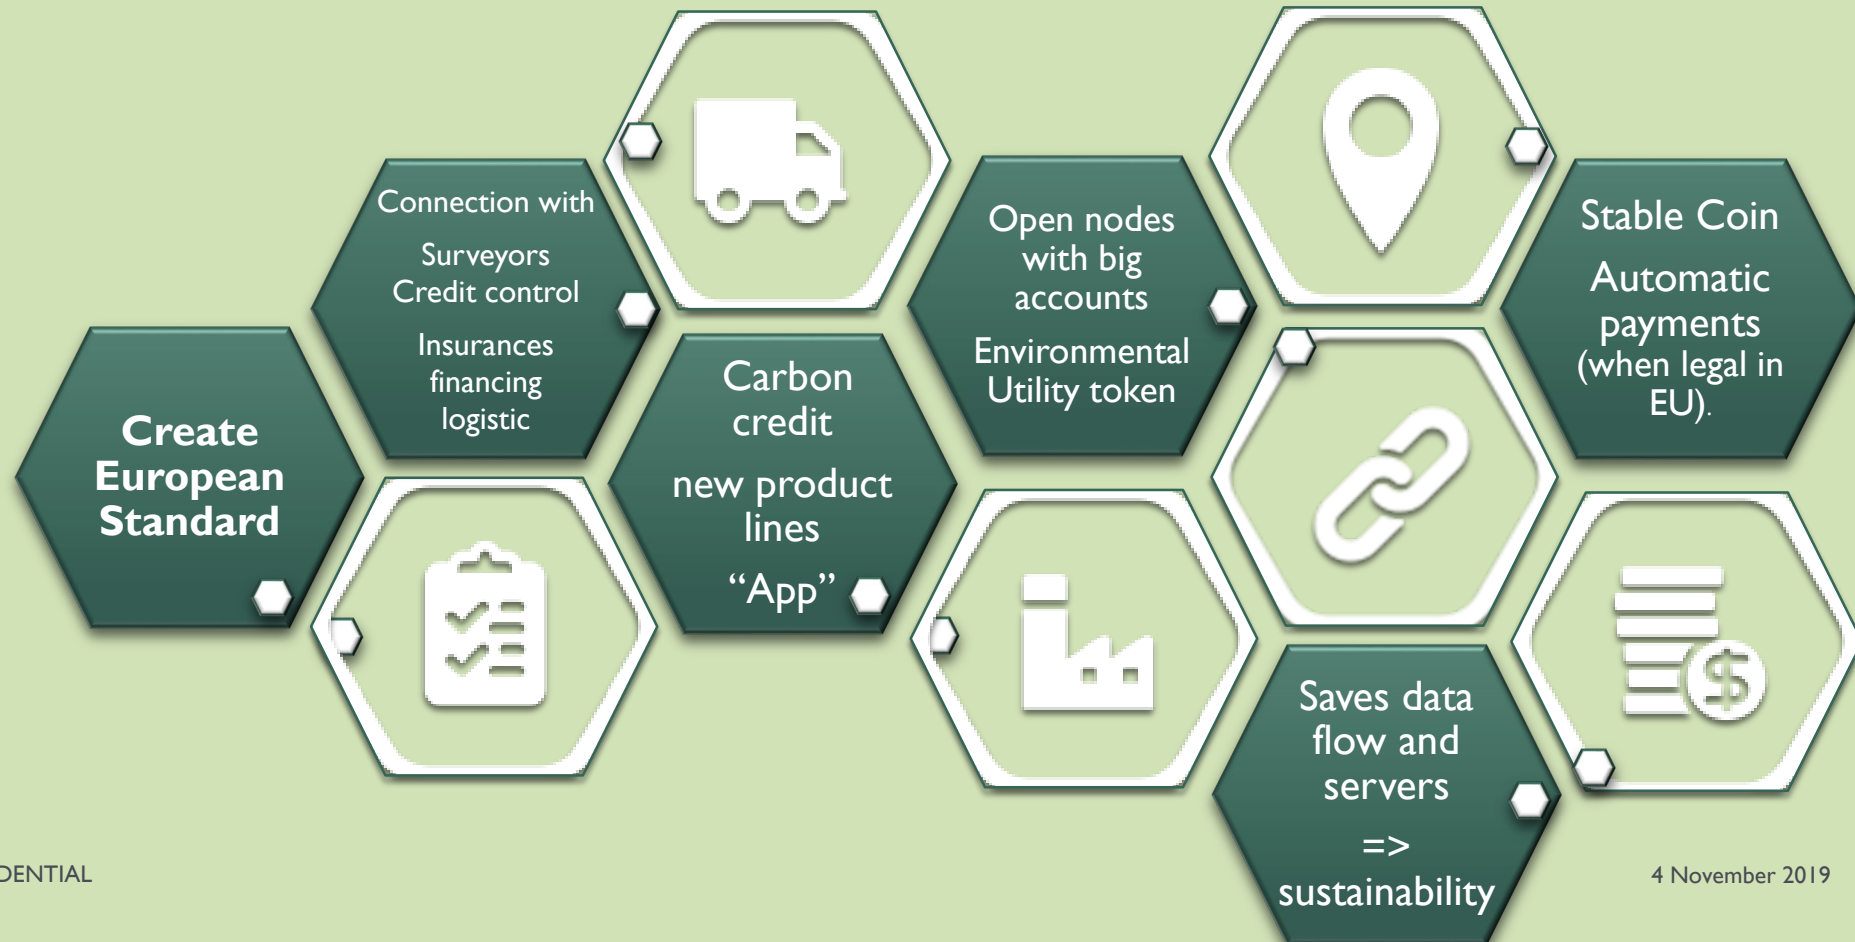 Create
European
Standard
Connection with
Surveyors
Credit control
Insurances
financing
logistic
Carbon
credit
new product
lines
“App”
Open nodes
with big
accounts
Environmental
Utility token
Saves data
flow and
servers
=>
sustainability
Stable Coin
Automatic
payments
(when legal in
EU).
$
DENTIAL
4 November 2019